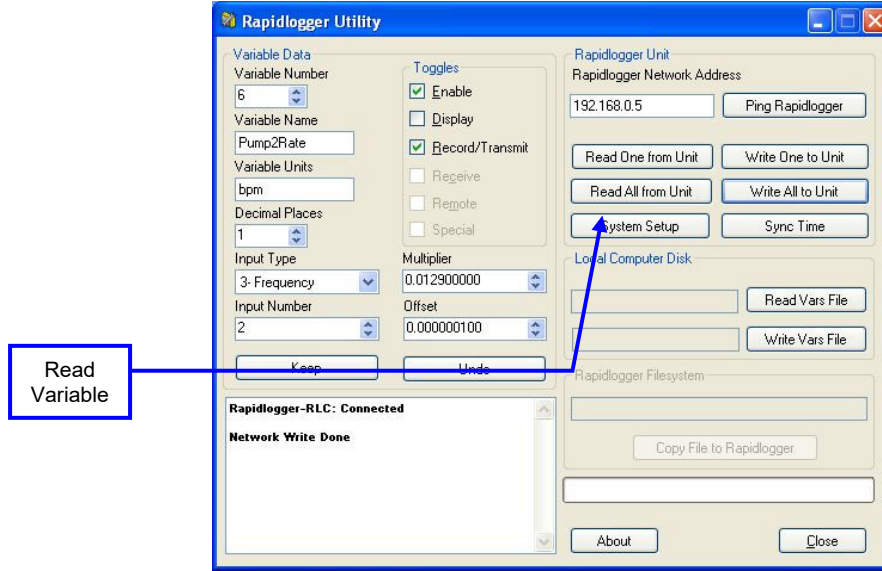 Rapidlogger Utility
Variable Data
Variable Number
6
Variable Name
Pump2Rate
Variable Units
bpm
Decimal Places
1
Input Type
3- Frequency
Input Number
2
Toggles
Enable
Display
Record/Transmit
Receive
Remote
Special
Multiplier
0.012900000
Offset
0.000000100
Keep
Undo
Rapidlogger-RLC: Connected
Network Write Done
Rapidlogger Unit
Rapidlogger Network Address
192.168.0.5
Ping Rapidlogger
Read One from Unit
Write One to Unit
Read All from Unit
Write All to Unit
System Setup
Sync Time
Local Computer Disk
Read Vars File
Write Vars File
Rapidlogger Filesystem
Copy File to Rapidlogger
About
Close
Read
Variable